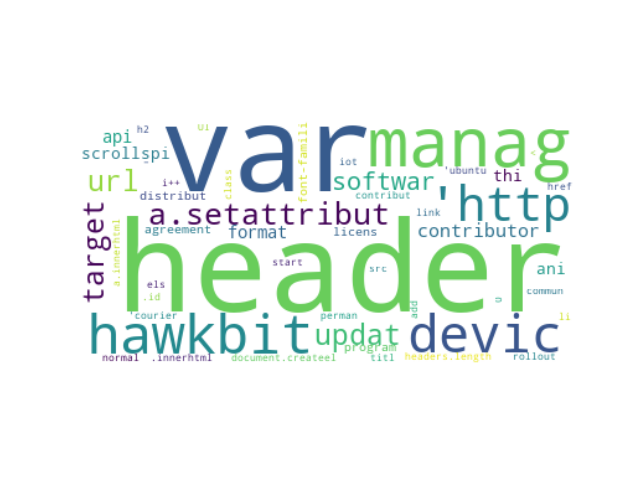 h2
UI
api
var
manag
scrollspi
iot
<
url
i++
class
font-famili
softwar
'ubuntu
thi
href
distribut
contribut
'http
target
a.setattribut
link
a.innerhtml
agreement
format
licens
contributor
header
start
src
ani
els
.id
commun
n
add
'courier
perman
li
hawkbit
updat
devic
program
normal
.innerhtml
document.createel
titl
headers.length
rollout